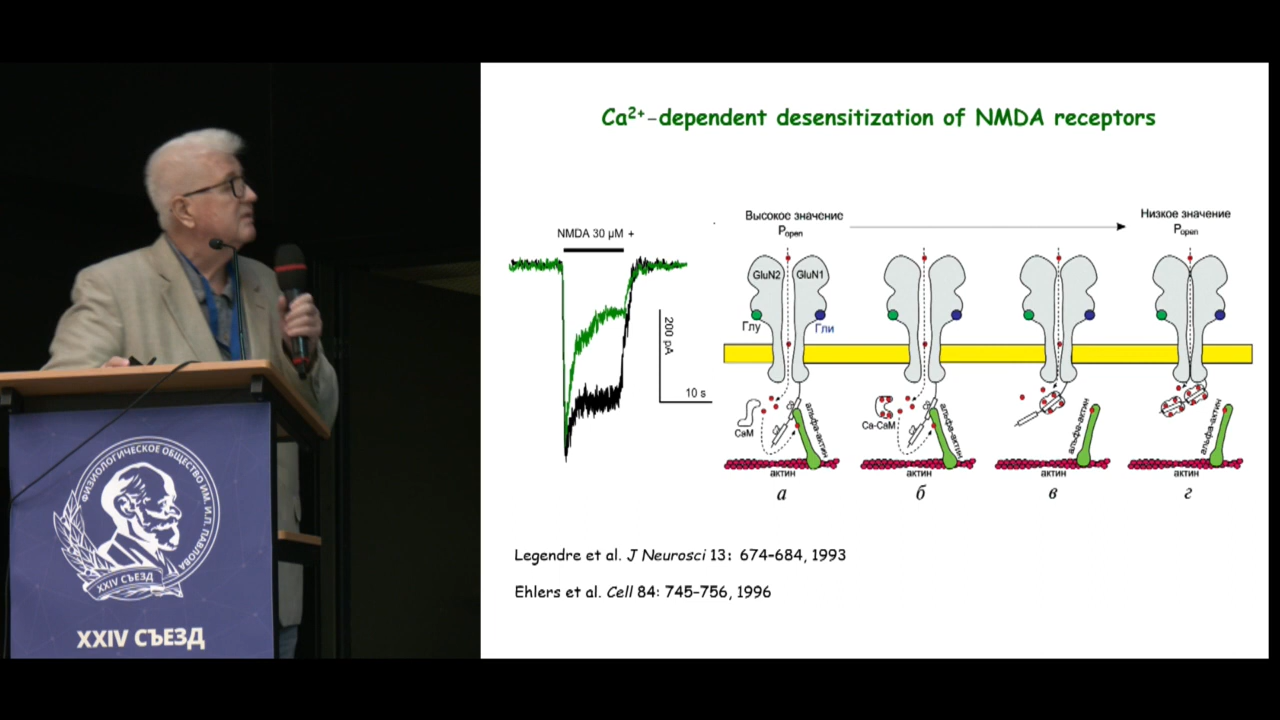 Ca²⁺-dependent desensitization of NMDA receptors
NMDA 30 µM +
200 pA
10 s
Высокое значение
Popen
Низкое значение
Popen
GluN2
GluN1
Глу
Гли
CaM
Ca-CaM
альфа-актин
альфа-актин
альфа-актин
альфа-актин
актин
актин
актин
актин
а
б
в
г
Legendre et al. J Neurosci 13: 674-684, 1993
Ehlers et al. Cell 84: 745-756, 1996
ФИЗИОЛОГИЧЕСКОЕ ОБЩЕСТВО ИМ. И.П. ПАВЛОВА
XXIV СЪЕЗД
XXIV СЪЕЗД